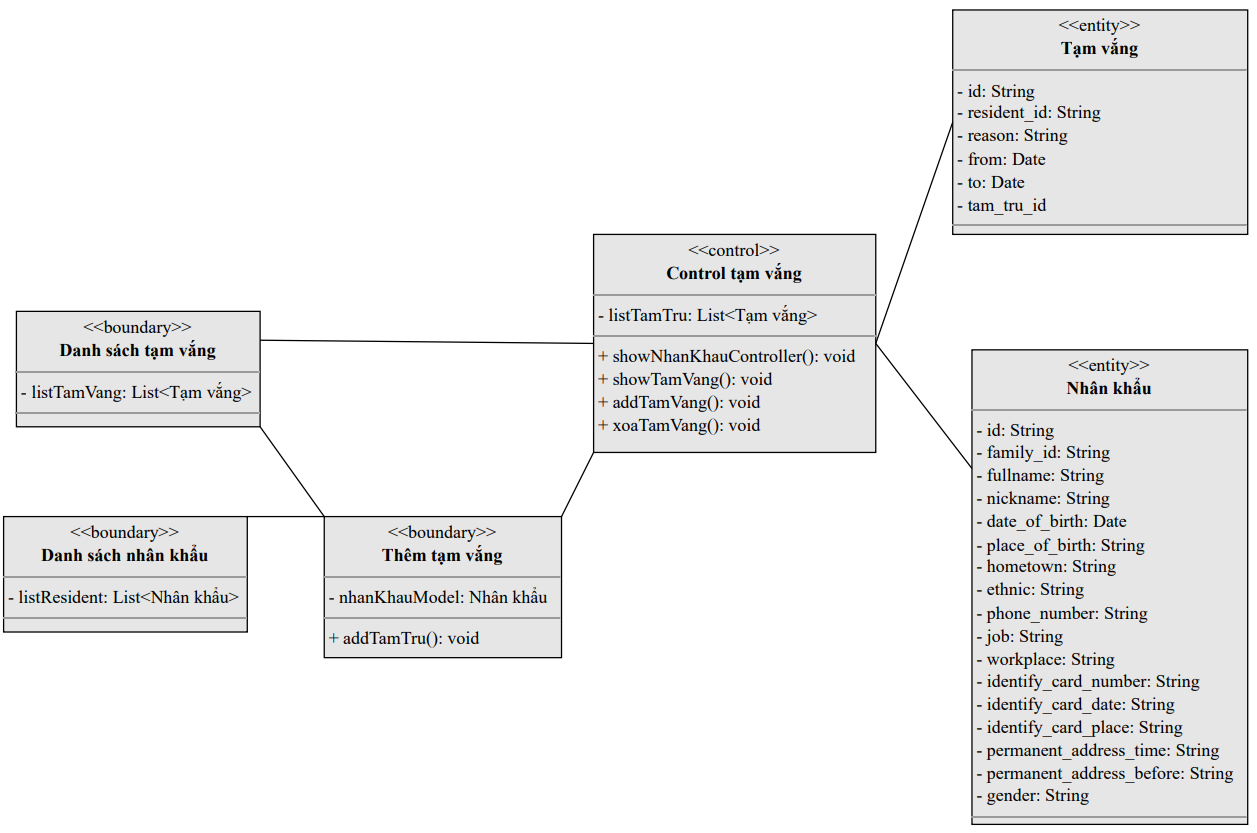 <<entity>>
Tạm vắng
- id: String
- resident_id: String
- reason: String
- from: Date
- to: Date
- tam_tru_id
<<control>>
Control tạm vắng
- listTamTru: List<Tạm vắng>
+ showNhanKhauController(): void
+ showTamVang(): void
+ addTamVang(): void
+ xoaTamVang(): void
<<boundary>>
Danh sách tạm vắng
- listTamVang: List<Tạm vắng>
<<boundary>>
Danh sách nhân khẩu
- listResident: List<Nhân khẩu>
<<boundary>>
Thêm tạm vắng
- nhanKhauModel: Nhân khẩu
+ addTamTru(): void
<<entity>>
Nhân khẩu
- id: String
- family_id: String
- fullname: String
- nickname: String
- date_of_birth: Date
- place_of_birth: String
- hometown: String
- ethnic: String
- phone_number: String
- job: String
- workplace: String
- identify_card_number: String
- identify_card_date: String
- identify_card_place: String
- permanent_address_time: String
- permanent_address_before: String
- gender: String